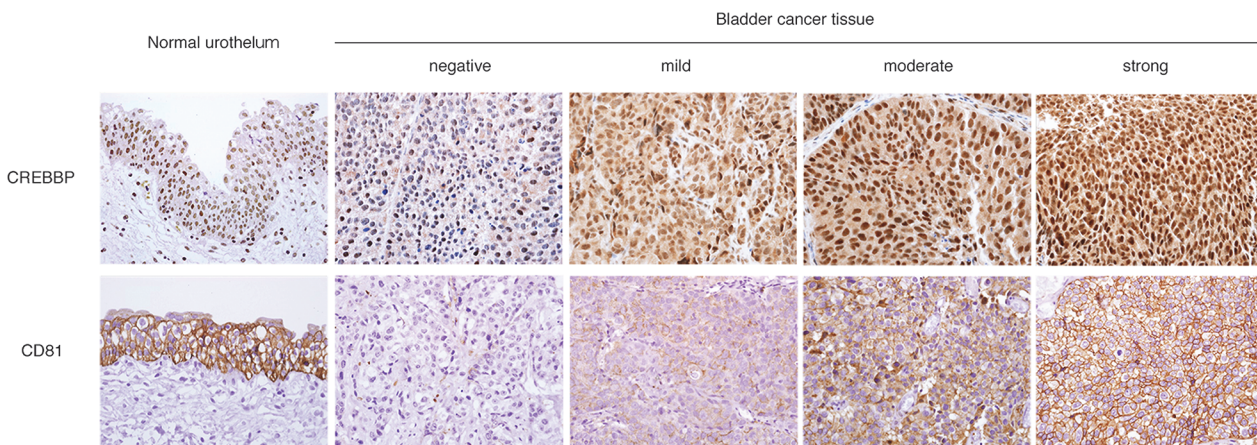 Bladder cancer tissue
Normal urothelum
negative mild moderate strong
CREBBP
CD81